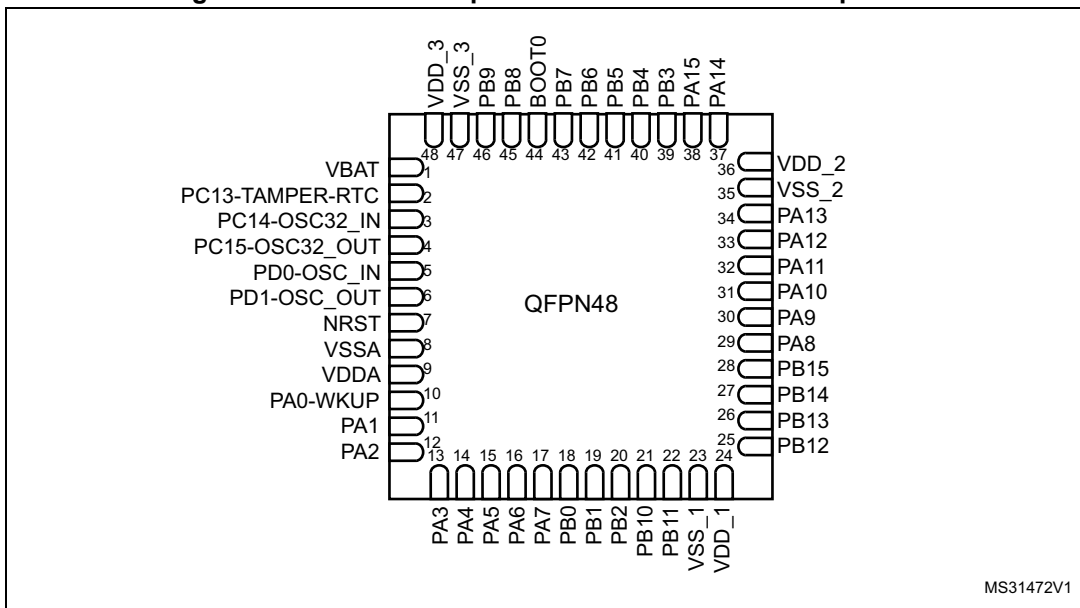 VDD_3
VSS_3
PB9
PB8
BOOT0
PB7
PB6
PB5
PB4
PB3
PA15
PA14
48 47 46 45 44 43 42 41 40 39 38 37
VBAT 1
PC13-TAMPER-RTC 2
PC14-OSC32_IN 3
PC15-OSC32_OUT 4
PD0-OSC_IN 5
PD1-OSC_OUT 6
NRST 7
VSSA 8
VDDA 9
PA0-WKUP 10
PA1 11
PA2 12
QFPN48
36 VDD_2
35 VSS_2
34 PA13
33 PA12
32 PA11
31 PA10
30 PA9
29 PA8
28 PB15
27 PB14
26 PB13
25 PB12
13 14 15 16 17 18 19 20 21 22 23 24
PA3
PA4
PA5
PA6
PA7
PB0
PB1
PB2
PB10
PB11
VSS_1
VDD_1
MS31472V1